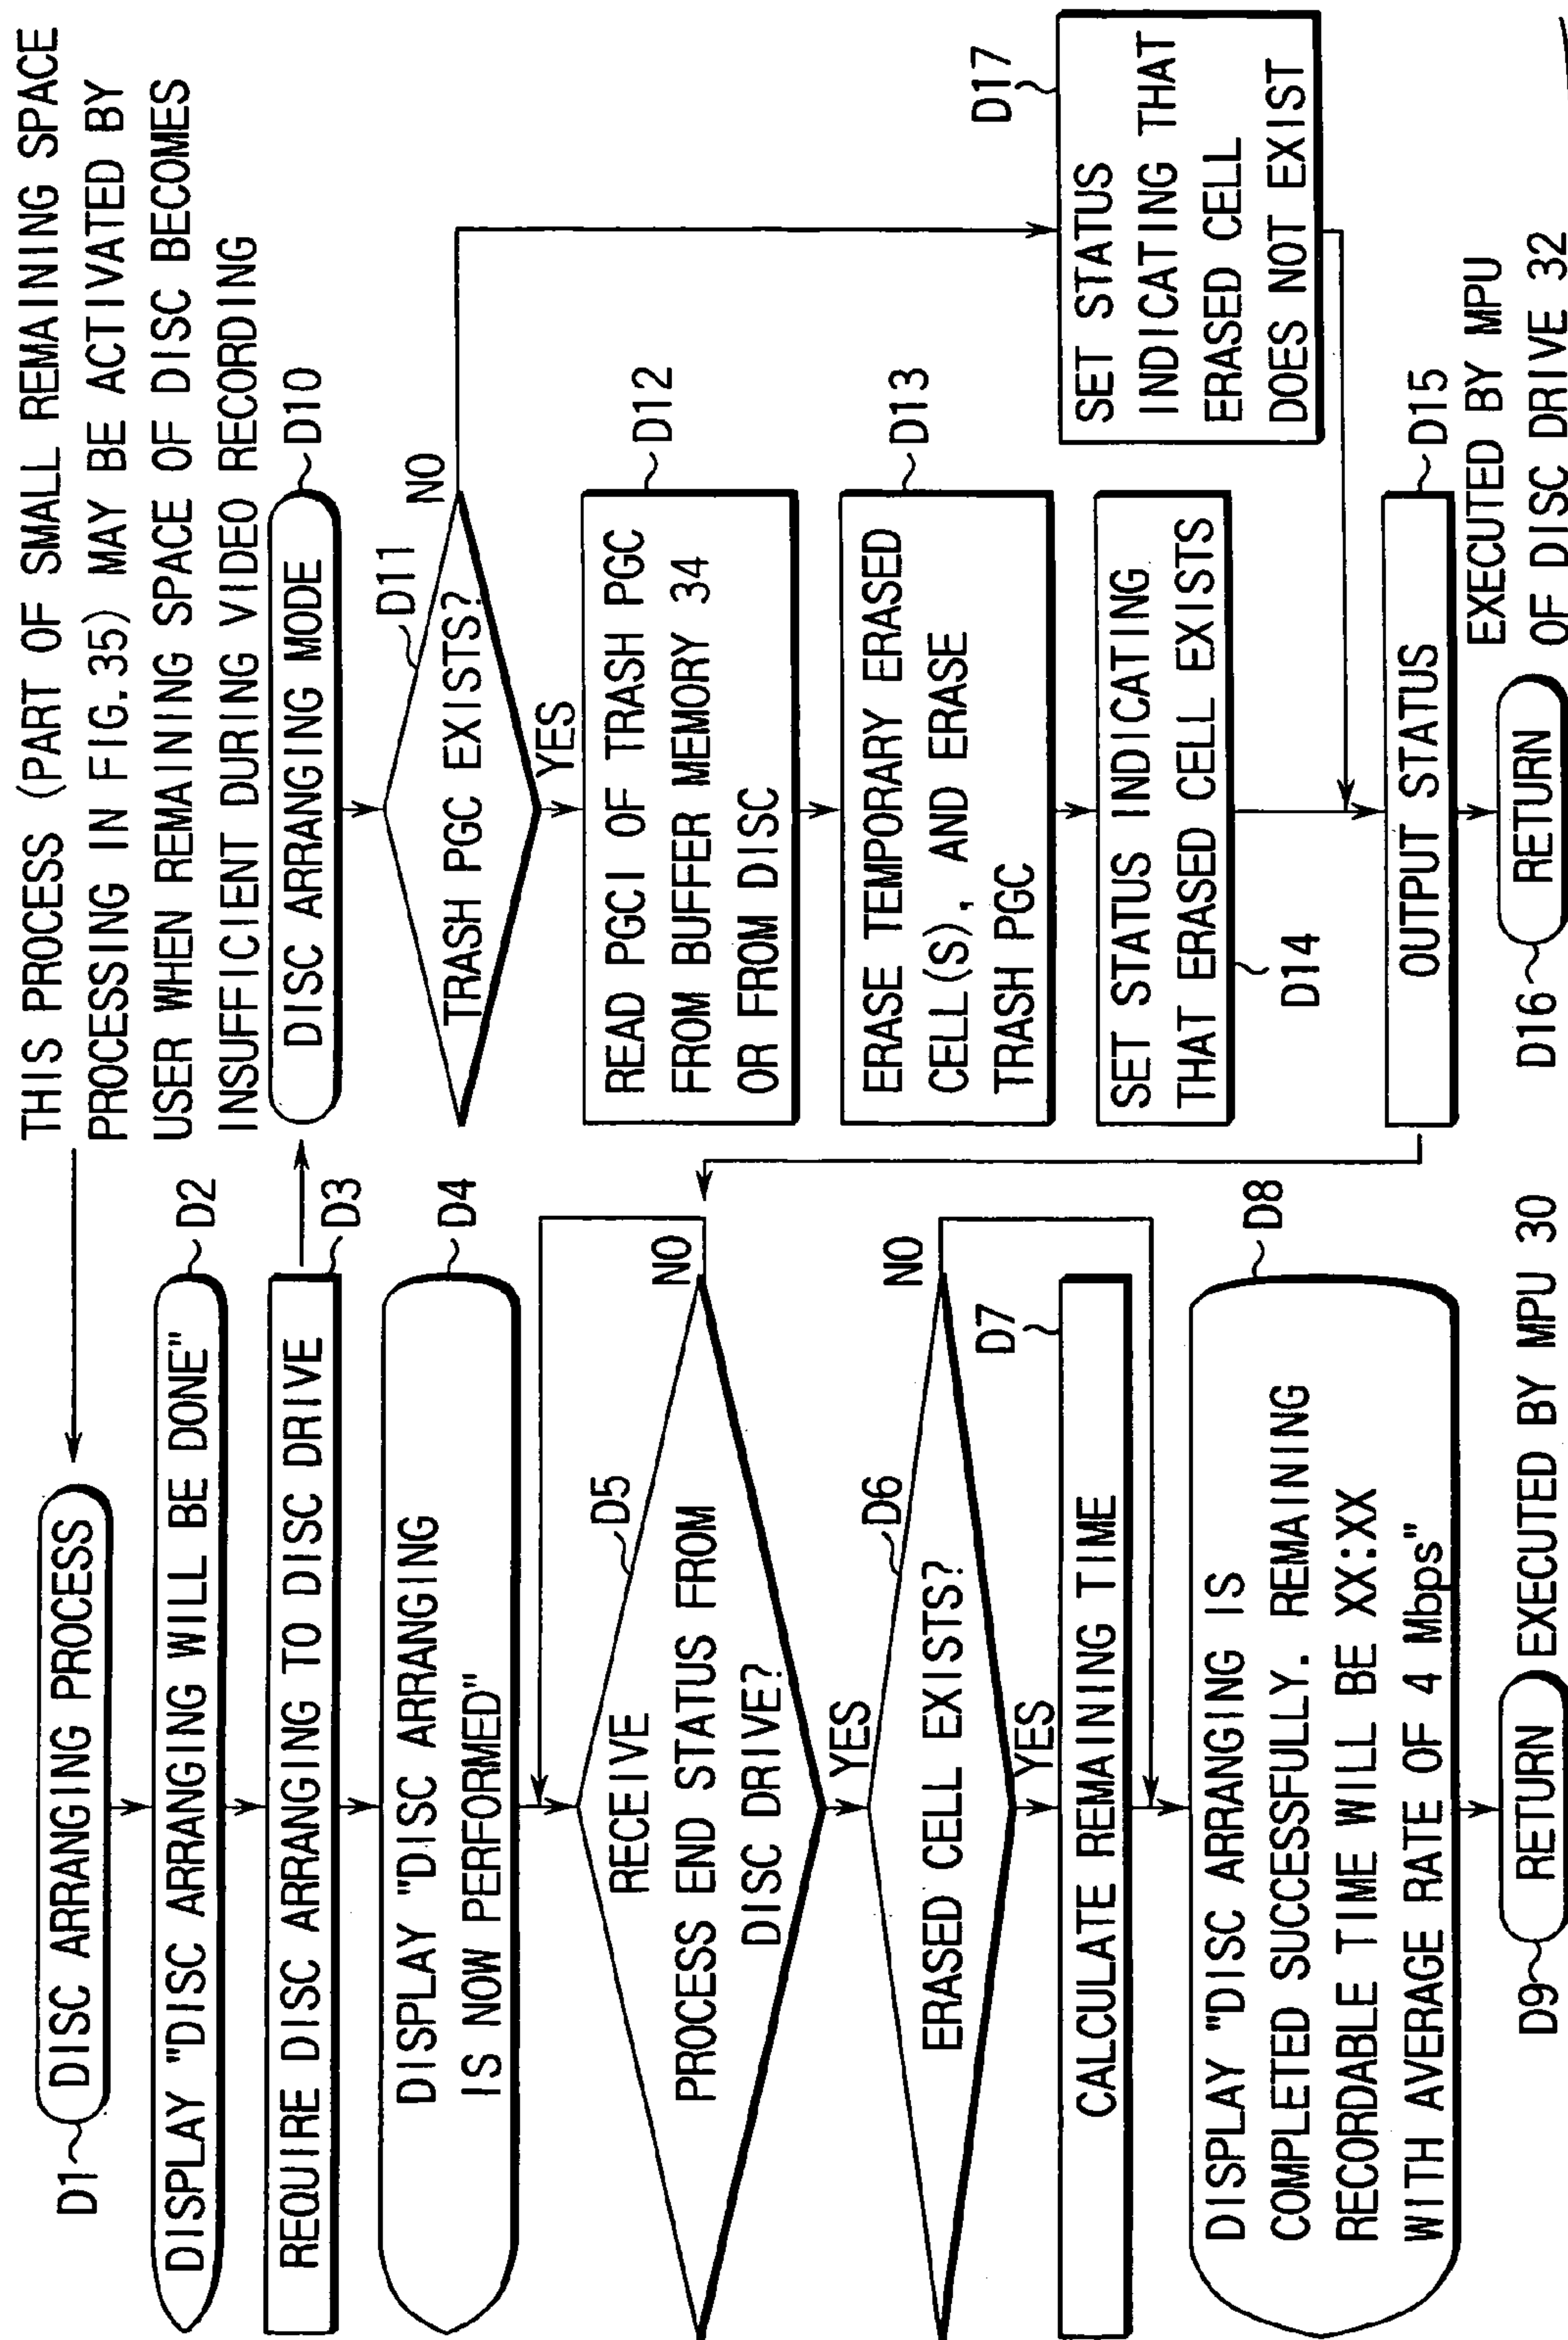 THIS PROCESS (PART OF SMALL REMAINING SPACE
PROCESSING IN FIG.35) MAY BE ACTIVATED BY
USER WHEN REMAINING SPACE OF DISC BECOMES
INSUFFICIENT DURING VIDEO RECORDING
D1
DISC ARRANGING PROCESS
DISPLAY "DISC ARRANGING WILL BE DONE"
D2
REQUIRE DISC ARRANGING TO DISC DRIVE
D3
DISPLAY "DISC ARRANGING
IS NOW PERFORMED"
D4
D5
RECEIVE
PROCESS END STATUS FROM
DISC DRIVE?
NO
YES
D6
ERASED CELL EXISTS?
NO
YES
D7
CALCULATE REMAINING TIME
D8
DISPLAY "DISC ARRANGING IS
COMPLETED SUCCESSFULLY. REMAINING
RECORDABLE TIME WILL BE XX:XX
WITH AVERAGE RATE OF 4 Mbps"
D9
RETURN
EXECUTED BY MPU 30
DISC ARRANGING MODE
D10
D11
TRASH PGC EXISTS?
NO
YES
D12
READ PGCI OF TRASH PGC
FROM BUFFER MEMORY 34
OR FROM DISC
D13
ERASE TEMPORARY ERASED
CELL(S), AND ERASE
TRASH PGC
SET STATUS INDICATING
THAT ERASED CELL EXISTS
D14
D17
SET STATUS
INDICATING THAT
ERASED CELL
DOES NOT EXIST
OUTPUT STATUS
D15
D16
RETURN
EXECUTED BY MPU
OF DISC DRIVE 32